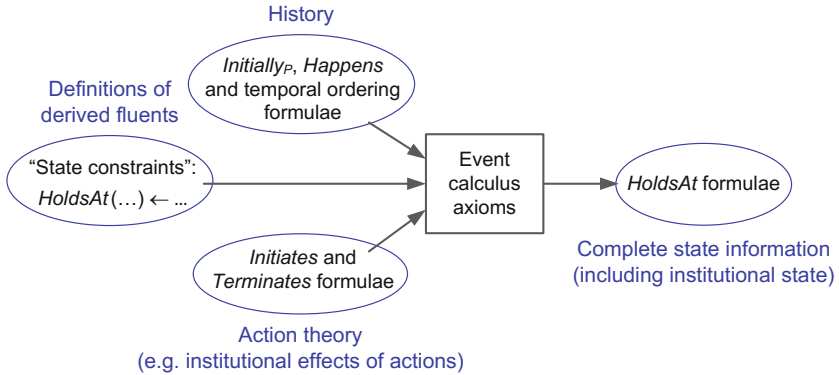 History
Initiallyₚ, Happens
and temporal ordering
formulae
Definitions of
derived fluents
“State constraints”:
HoldsAt(…) ← ...
Event
calculus
axioms
HoldsAt formulae
Complete state information
(including institutional state)
Initiates and
Terminates formulae
Action theory
(e.g. institutional effects of actions)